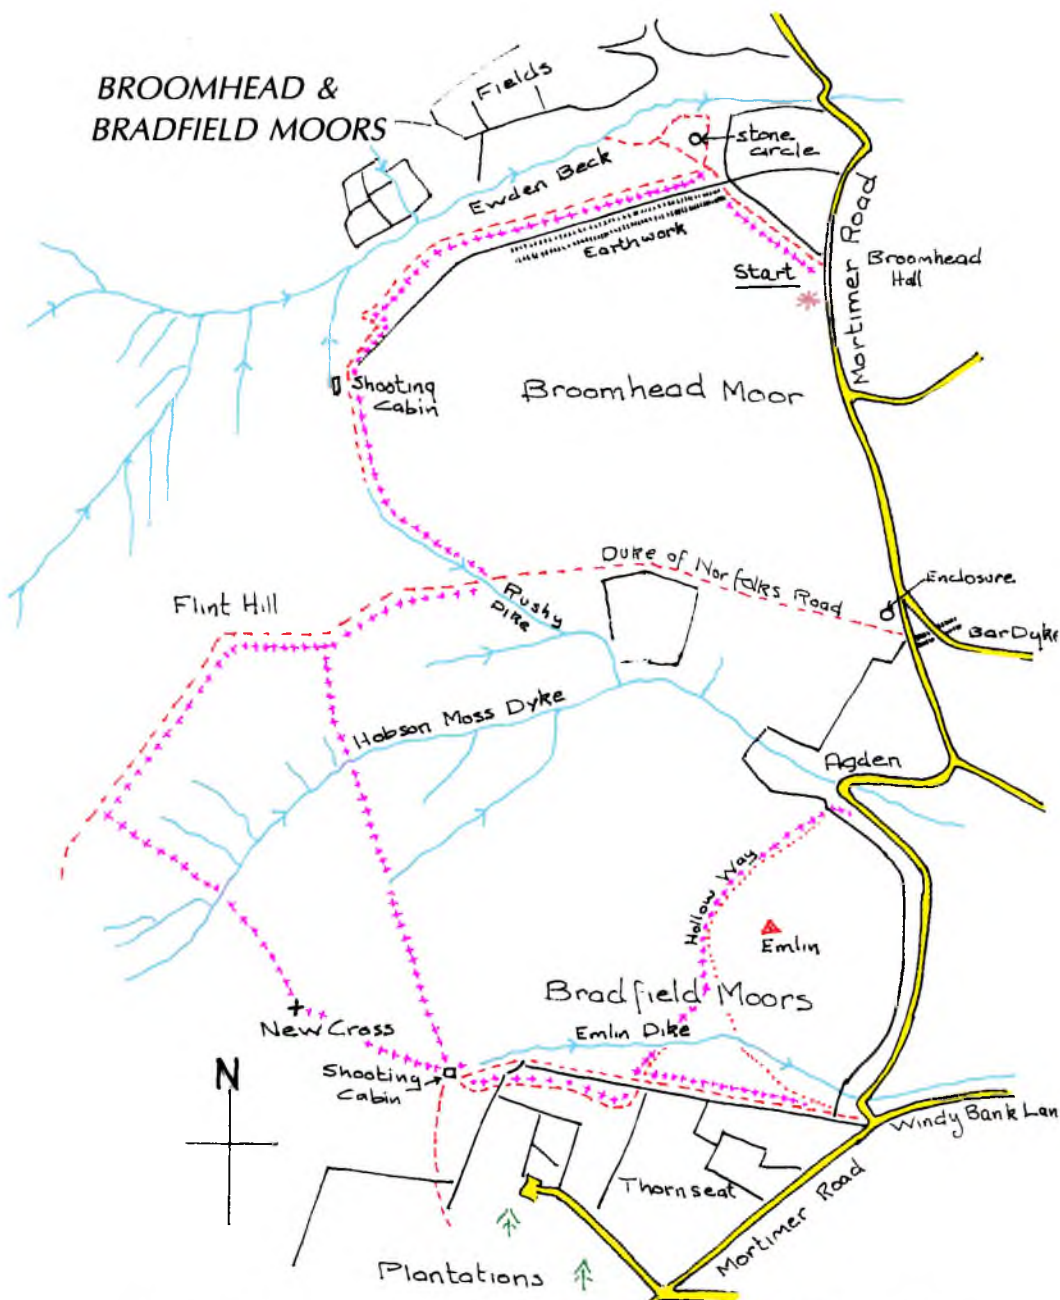 BROOMHEAD &
BRADFIELD MOORS
Fields
stone
circle
Ewden Beck
Earthwork
Start
Mortimer Road
Broomhead
Hall
Shooting
Cabin
Broomhead Moor
Duke of Norfolks Road
Enclosure
Flint Hill
Rushy
Dike
Bar Dyke
Hobson Moss Dyke
Agden
Hollow Way
Emlin
Bradfield Moors
New Cross
Emlin Dike
N
Shooting
Cabin
Windy Bank Lan
Thornseat
Mortimer Road
Plantations